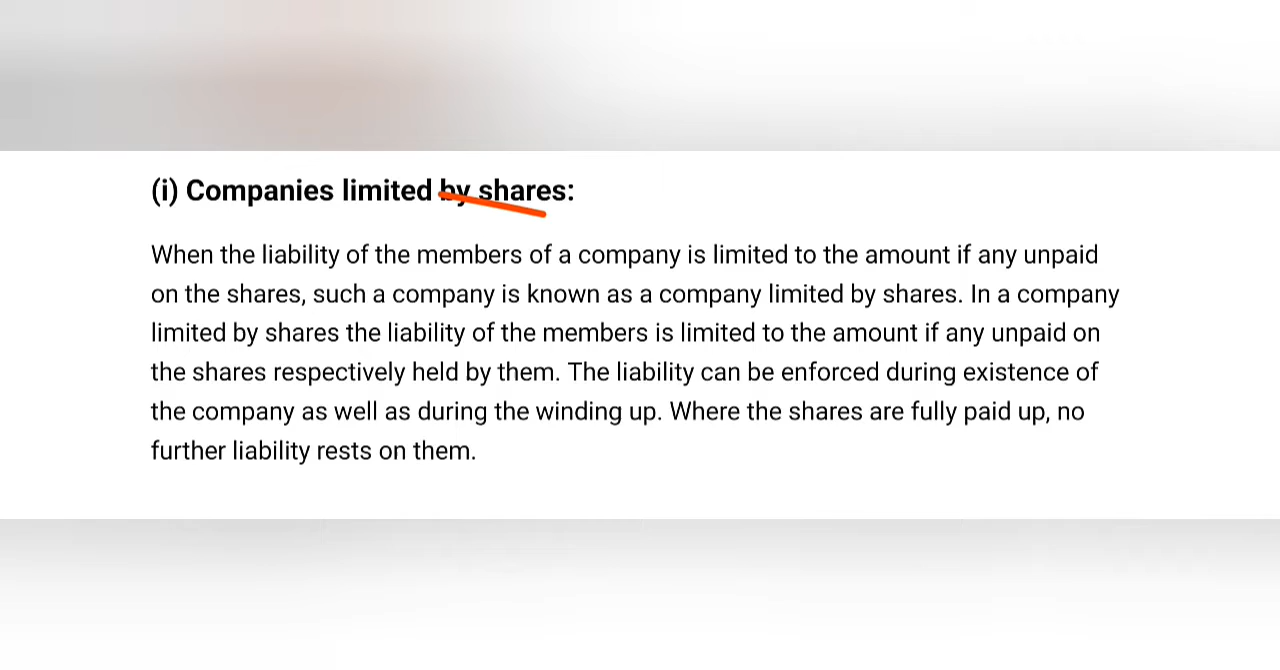 (i) Companies limited by shares:
When the liability of the members of a company is limited to the amount if any unpaid
on the shares, such a company is known as a company limited by shares. In a company
limited by shares the liability of the members is limited to the amount if any unpaid on
the shares respectively held by them. The liability can be enforced during existence of
the company as well as during the winding up. Where the shares are fully paid up, no
further liability rests on them.